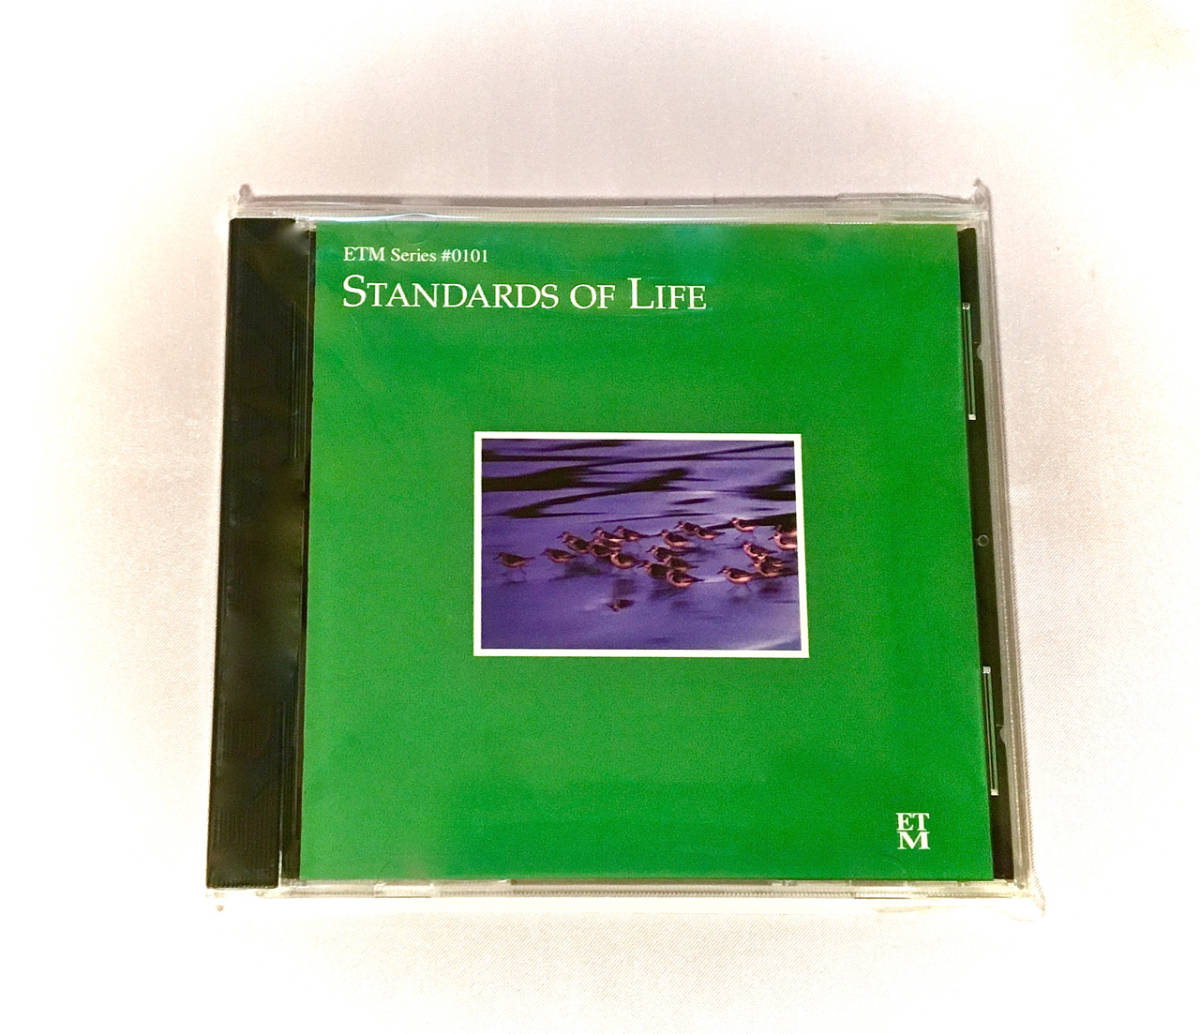 ETM Series #0101
STANDARDS OF LIFE
ET
M